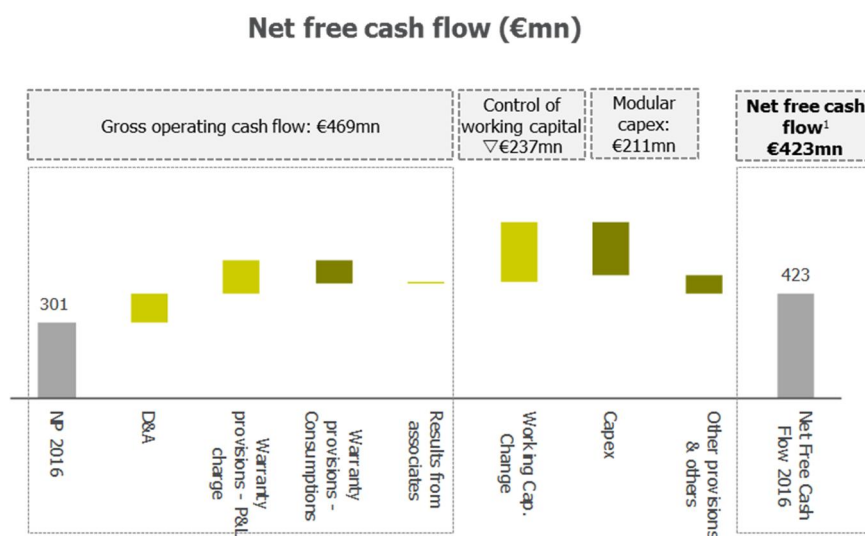 Net free cash flow (€mn)
Gross operating cash flow: €469mn
Control of
working capital
▽€237mn
Modular
capex:
€211mn
Net free cash
flow¹
€423mn
301
423
NP 2016
D&A
Warranty
provisions - P&L
charge
Warranty
provisions -
Consumptions
Results from
associates
Working Cap.
Change
Capex
Other provisions
& others
Net Free Cash
Flow 2016